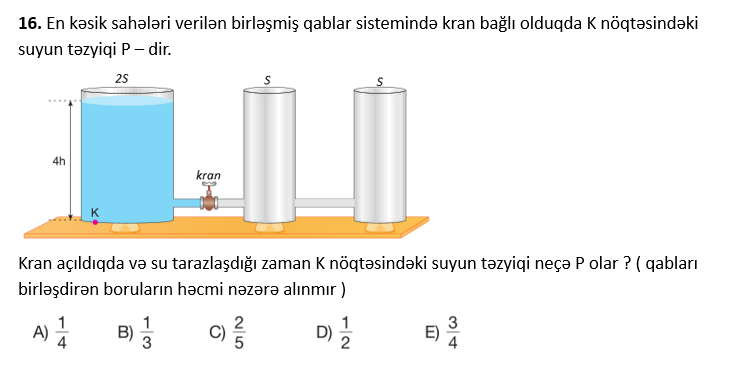 16. En kəsik sahələri verilən birləşmiş qablar sistemində kran bağlı olduqda K nöqtəsindəki
suyun təzyiqi P – dir.
2S
S
S
4h
kran
K
Kran açıldıqda və su tarazlaşdığı zaman K nöqtəsindəki suyun təzyiqi neçə P olar ? ( qabları
birləşdirən boruların həcmi nəzərə alınmır )
A) 1/4 B) 1/3 C) 2/5 D) 1/2 E) 3/4